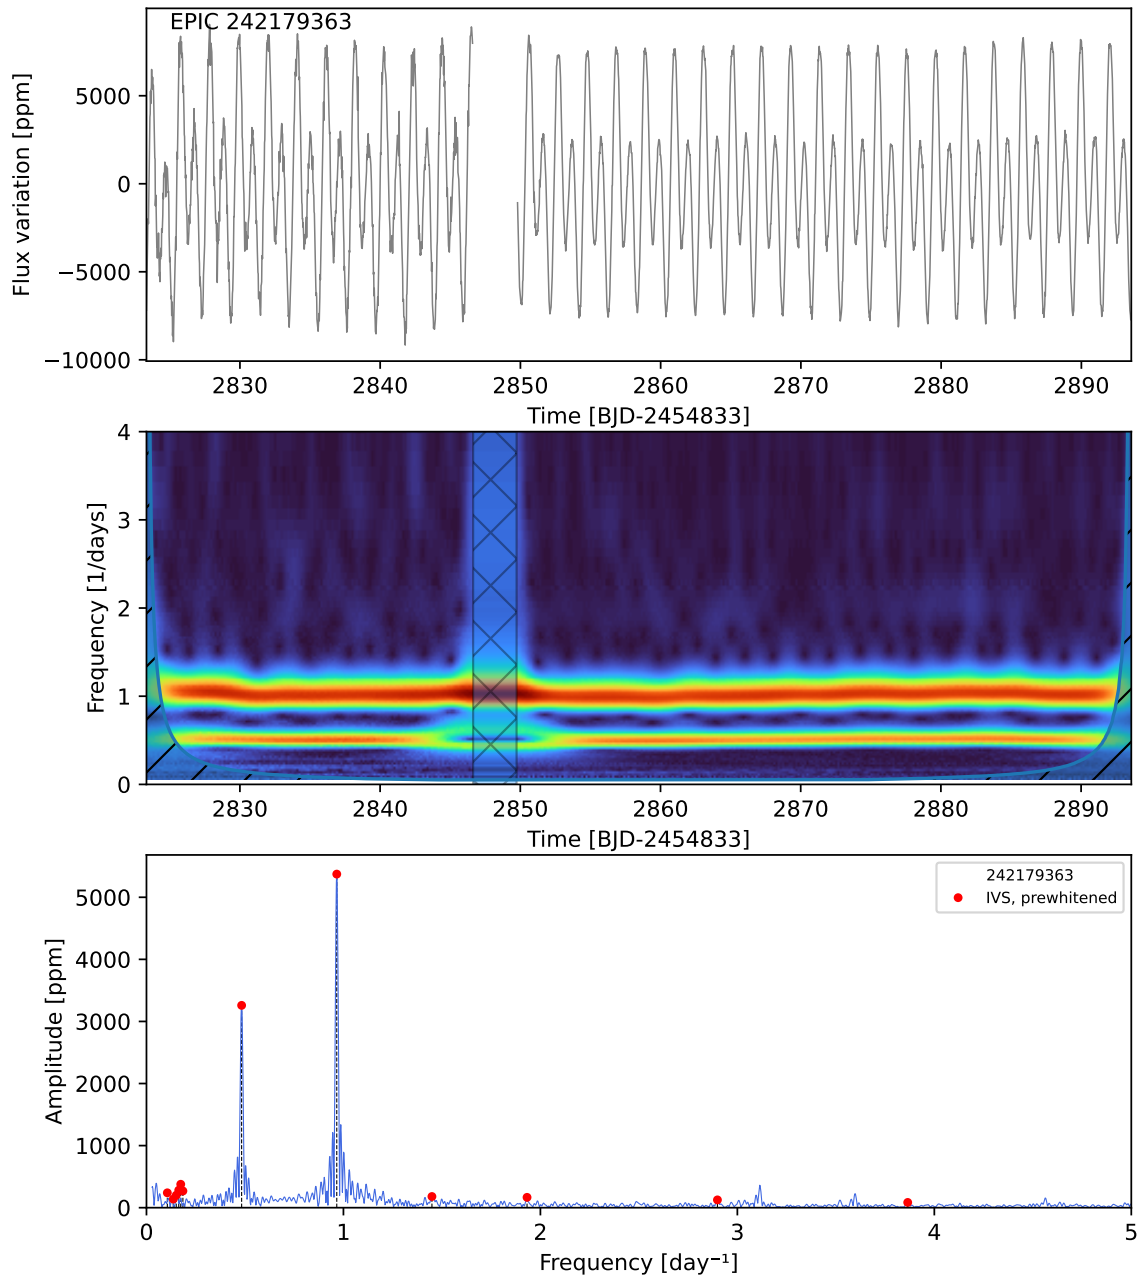 EPIC 242179363
Flux variation [ppm]
5000
0
−5000
−10000
2830 2840 2850 2860 2870 2880 2890
Time [BJD-2454833]
Frequency [1/days]
4
3
2
1
0
2830 2840 2850 2860 2870 2880 2890
Time [BJD-2454833]
242179363
IVS, prewhitened
Amplitude [ppm]
5000
4000
3000
2000
1000
0
0 1 2 3 4 5
Frequency [day⁻¹]